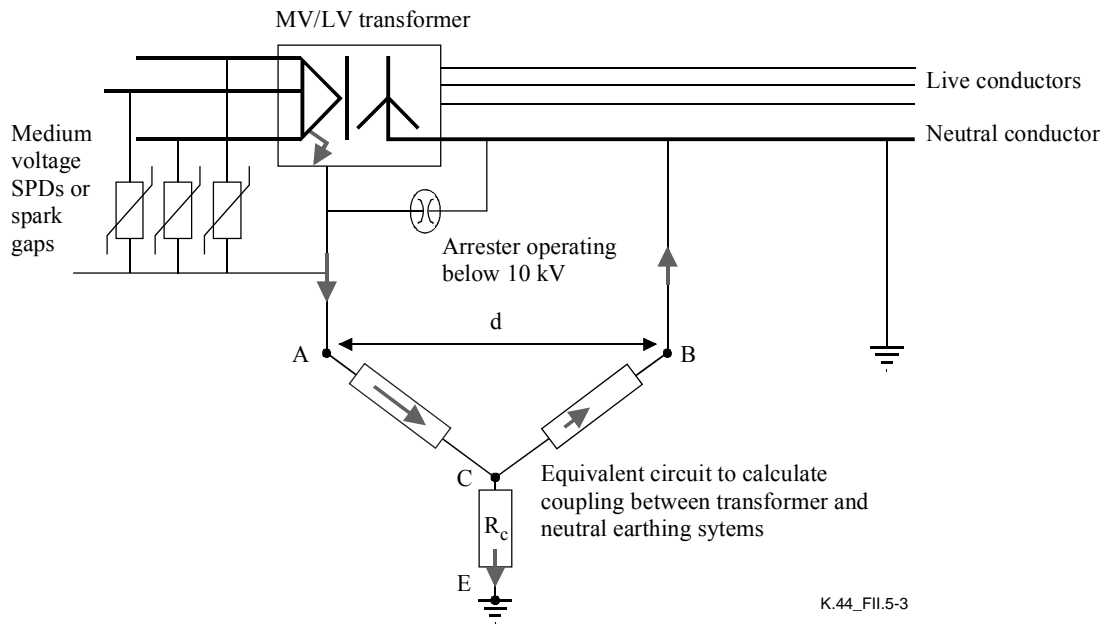 MV/LV transformer
Live conductors
Neutral conductor
Medium
voltage
SPDs or
spark
gaps
Arrester operating
below 10 kV
d
A
B
C
Equivalent circuit to calculate
coupling between transformer and
neutral earthing sytems
Rc
E
K.44_FII.5-3